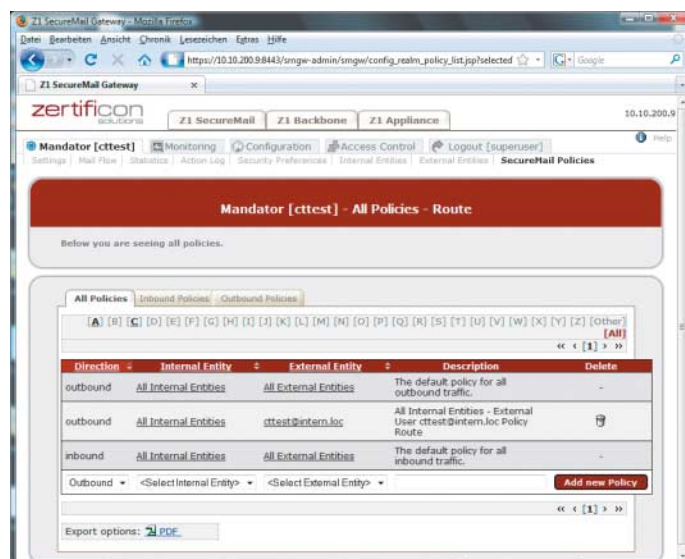 Z1 SecureMail Gateway - Mozilla Firefox
Datei Bearbeiten Ansicht Chronik Lesezeichen Extras Hilfe
https://10.10.200.9:8443/smgw-admin/smgw/config_realm_policy_list.jsp?selected
Google
Z1 SecureMail Gateway
zertificon
solutions
Z1 SecureMail Z1 Backbone Z1 Appliance
10.10.200.9
Mandator [cttest] Monitoring Configuration Access Control Logout [superuser] Help
Settings | Mail Flow | Statistics | Action Log | Security Preferences | Internal Entities | External Entities | SecureMail Policies
Mandator [cttest] - All Policies - Route
Below you are seeing all policies.
All Policies Inbound Policies Outbound Policies
[A] [B] [C] [D] [E] [F] [G] [H] [I] [J] [K] [L] [M] [N] [O] [P] [Q] [R] [S] [T] [U] [V] [W] [X] [Y] [Z] [Other]
[All]
« ‹ [1] › »
Direction Internal Entity External Entity Description Delete
outbound All Internal Entities All External Entities The default policy for all outbound traffic. -
outbound All Internal Entities cttest@intern.loc All Internal Entities - External User cttest@intern.loc Policy Route
inbound All Internal Entities All External Entities The default policy for all inbound traffic. -
Outbound <Select Internal Entity> <Select External Entity> Add new Policy
« ‹ [1] › »
Export options: PDF